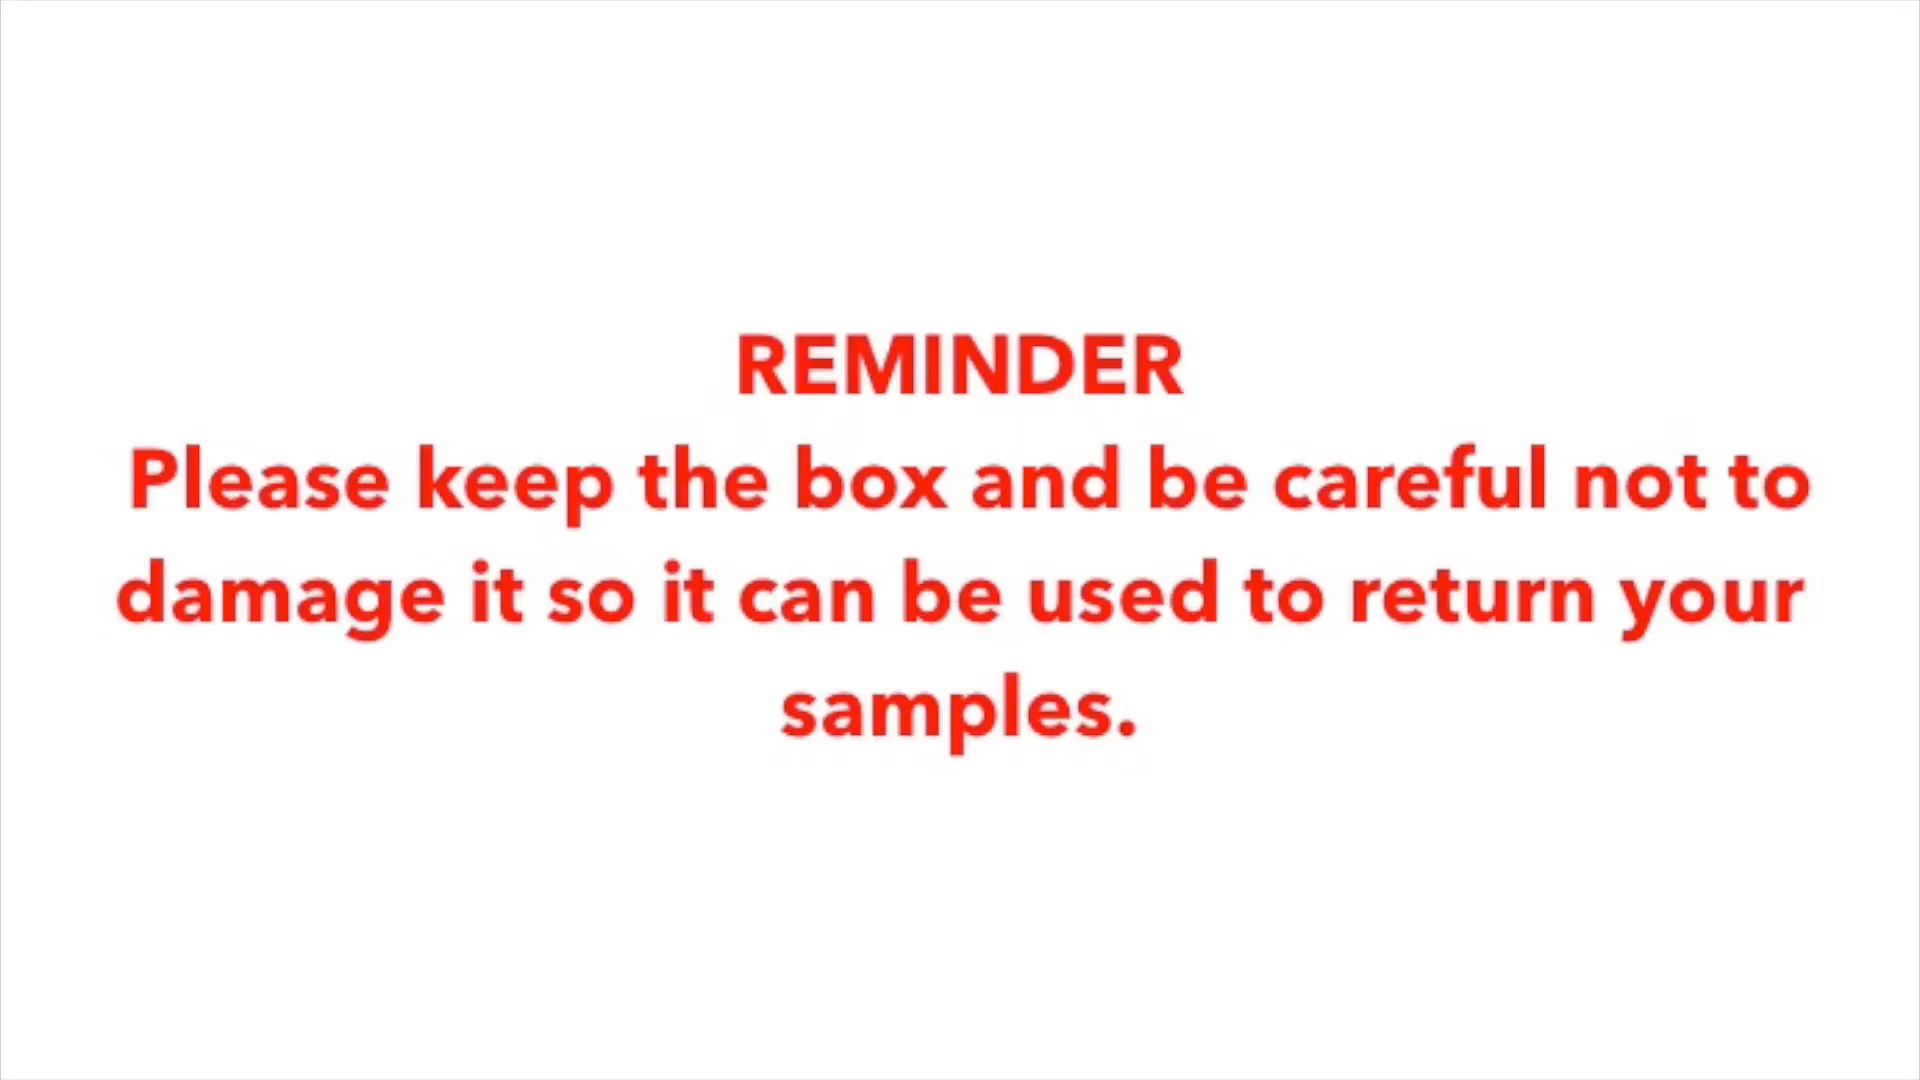 REMINDER
Please keep the box and be careful not to
damage it so it can be used to return your
samples.